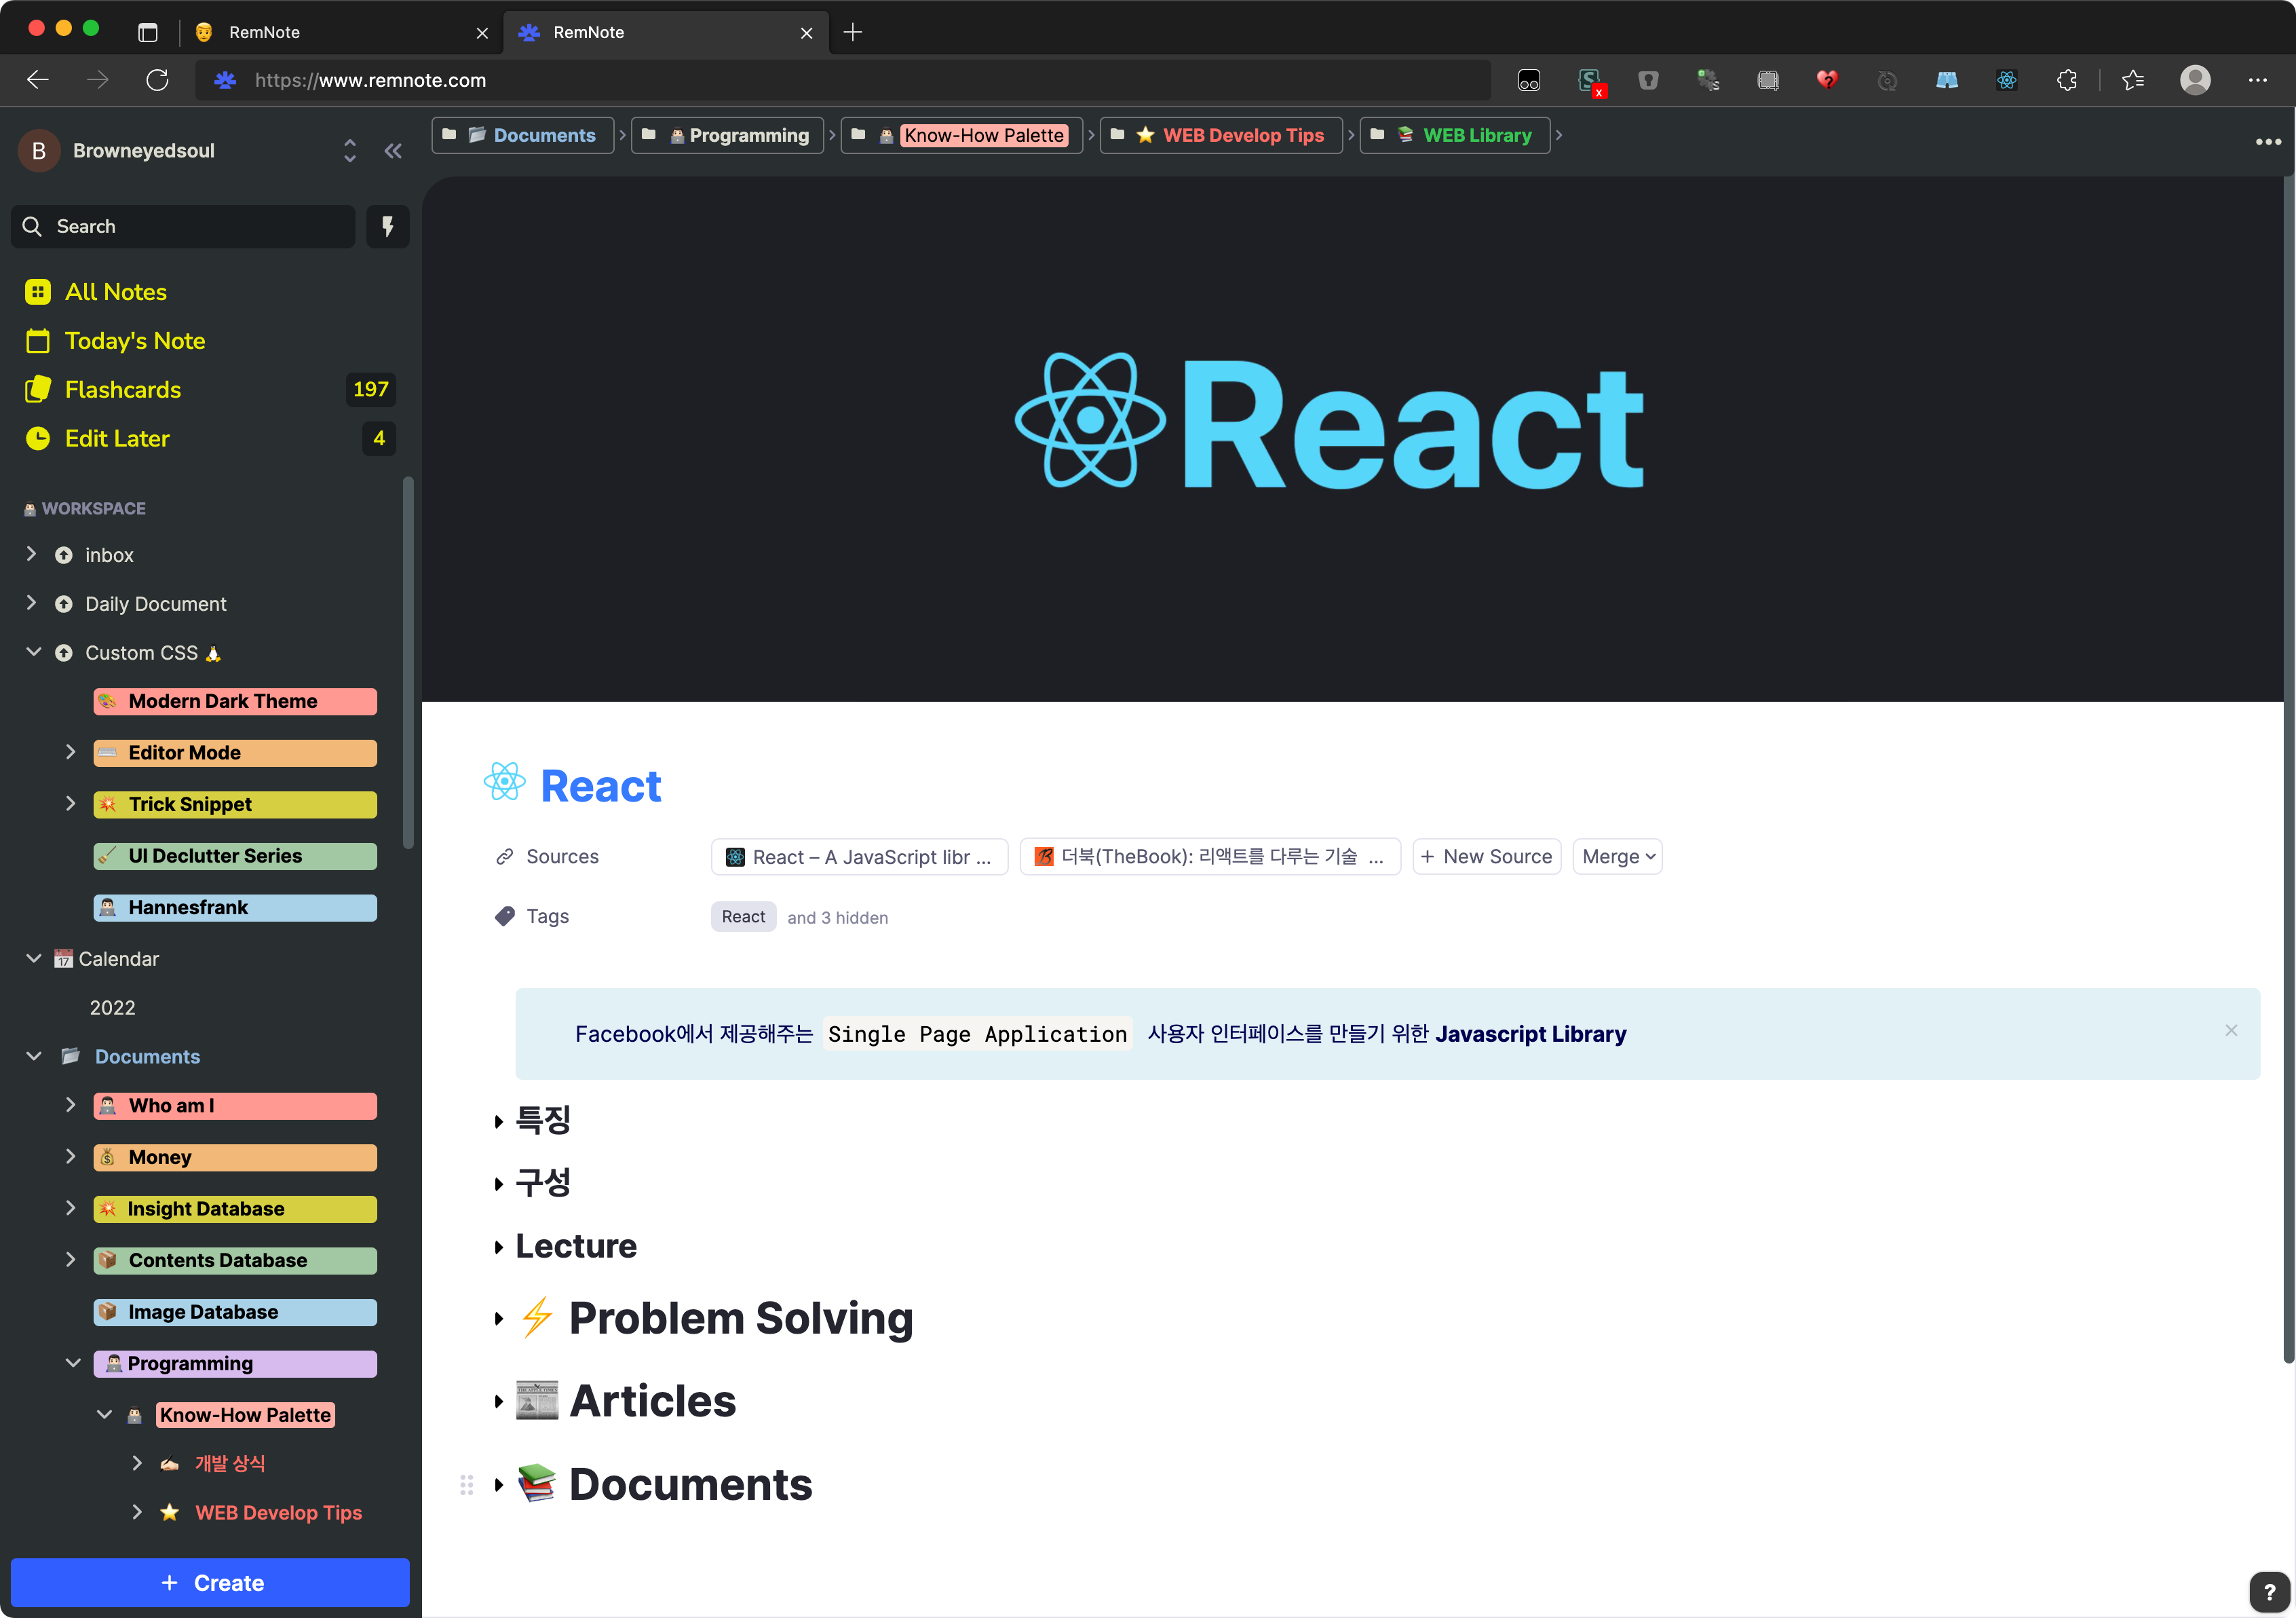 RemNote
RemNote
https://www.remnote.com
B
Browneyedsoul
Documents
Programming
Know-How Palette
WEB Develop Tips
WEB Library
Search
All Notes
Today's Note
Flashcards
197
Edit Later
4
WORKSPACE
inbox
Daily Document
Custom CSS
Modern Dark Theme
Editor Mode
Trick Snippet
UI Declutter Series
Hannesfrank
17 Calendar
2022
Documents
Who am I
Money
Insight Database
Contents Database
Image Database
Programming
Know-How Palette
개발 상식
WEB Develop Tips
+ Create
React
React
Sources
React – A JavaScript libr ...
더북(TheBook): 리액트를 다루는 기술 ...
+ New Source
Merge
Tags
React
and 3 hidden
Facebook에서 제공해주는 Single Page Application 사용자 인터페이스를 만들기 위한 Javascript Library
특징
구성
Lecture
Problem Solving
Articles
Documents
?